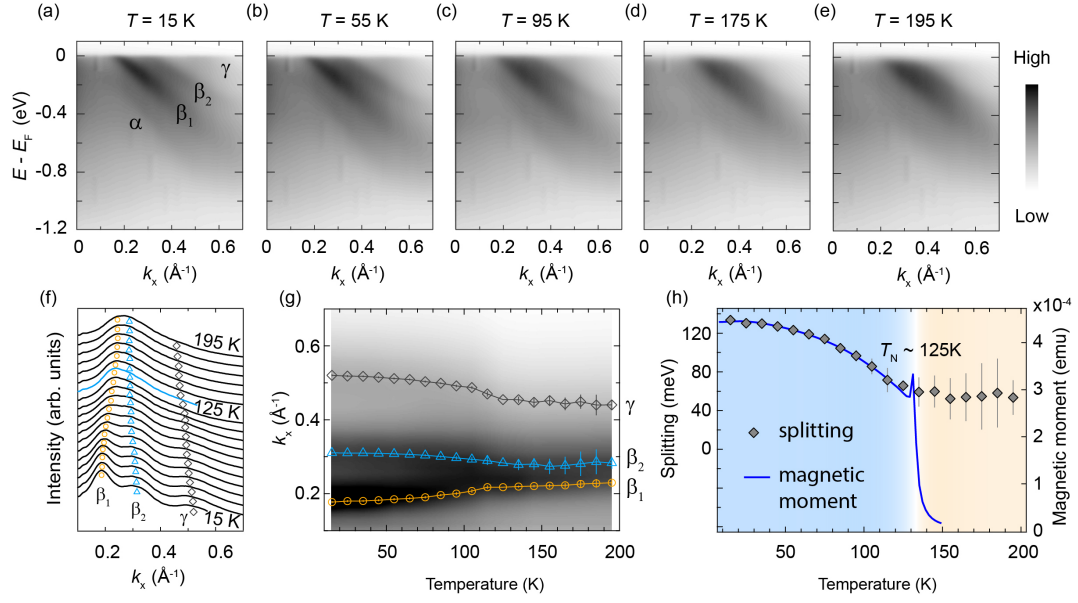 (a) T = 15 K
(b) T = 55 K
(c) T = 95 K
(d) T = 175 K
(e) T = 195 K
E - E_F (eV)
0
-0.4
-0.8
-1.2
α
β₁
β₂
γ
0 0.2 0.4 0.6
0 0.2 0.4 0.6
0 0.2 0.4 0.6
0 0.2 0.4 0.6
0 0.2 0.4 0.6
kₓ (Å⁻¹)
kₓ (Å⁻¹)
kₓ (Å⁻¹)
kₓ (Å⁻¹)
kₓ (Å⁻¹)
High
Low
(f)
Intensity (arb. units)
195 K
125K
15 K
β₁
β₂
γ
0.2 0.4 0.6
kₓ (Å⁻¹)
(g)
kₓ (Å⁻¹)
0.6
0.4
0.2
γ
β₂
β₁
50 100 150 200
Temperature (K)
(h)
Splitting (meV)
120
80
40
0
T_N ~ 125K
splitting
magnetic
moment
x10⁻⁴
Magnetic moment (emu)
4
3
2
1
0
50 100 150 200
Temperature (K)